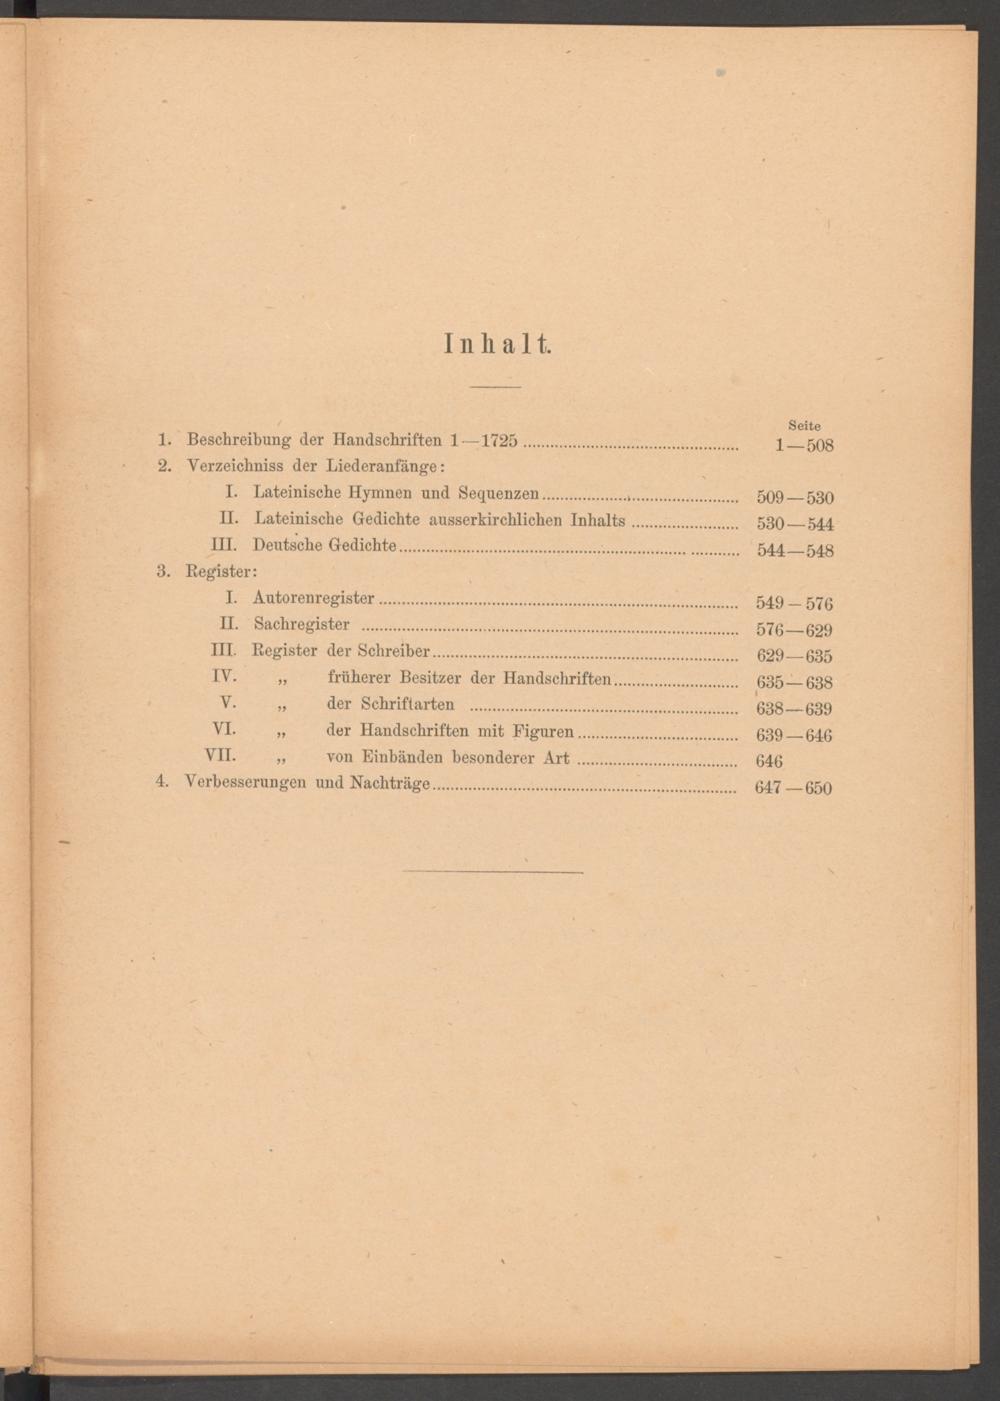 Inhalt.
Seite
1. Beschreibung der Handschriften 1—1725 ........ 1—508
2. Verzeichniss der Liederanfänge:
I. Lateinische Hymnen und Sequenzen ........ 509—530
II. Lateinische Gedichte ausserkirchlichen Inhalts ........ 530—544
III. Deutsche Gedichte ........ 544—548
3. Register:
I. Autorenregister ........ 549—576
II. Sachregister ........ 576—629
III. Register der Schreiber ........ 629—635
IV. „ früherer Besitzer der Handschriften ........ 635—638
V. „ der Schriftarten ........ 638—639
VI. „ der Handschriften mit Figuren ........ 639—646
VII. „ von Einbänden besonderer Art ........ 646
4. Verbesserungen und Nachträge ........ 647—650